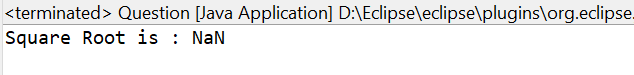 <terminated> Question [Java Application] D:\Eclipse\eclipse\plugins\org.eclipse.
Square Root is : NaN